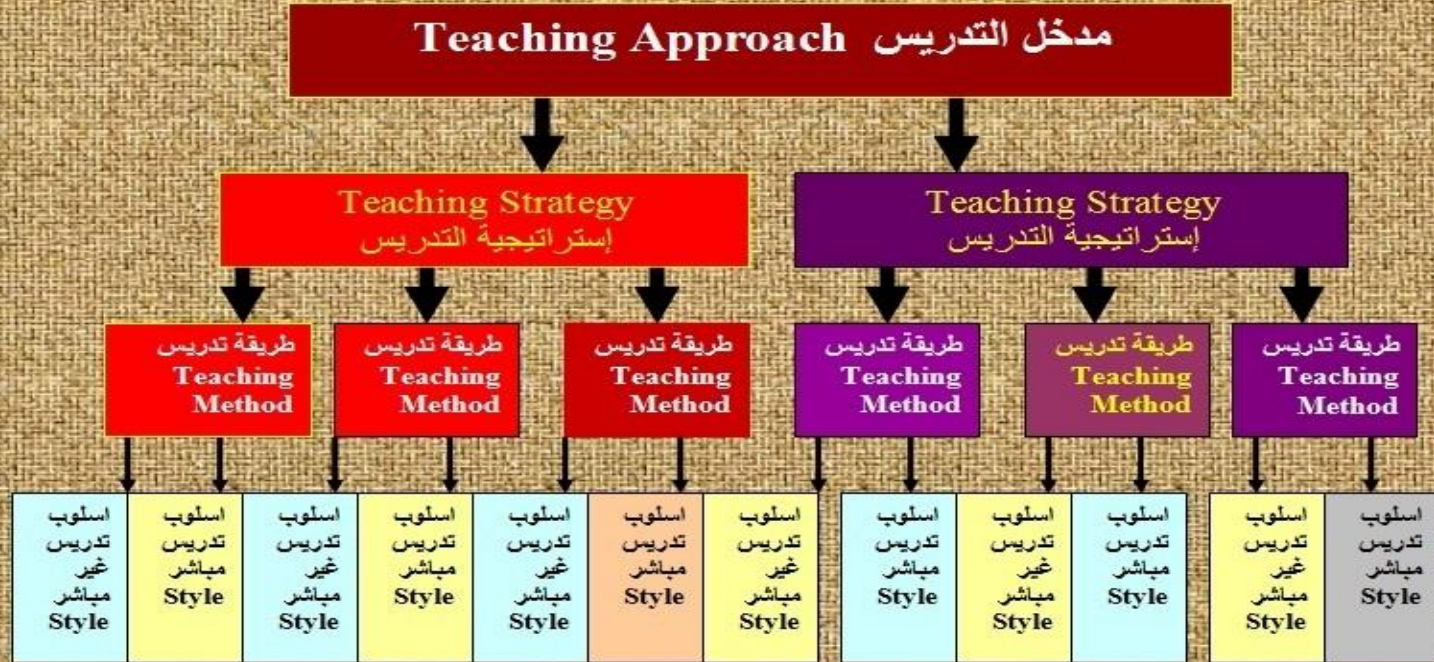 مدخل التدريس Teaching Approach
Teaching Strategy
إستراتيجية التدريس
Teaching Strategy
إستراتيجية التدريس
طريقة تدريس
Teaching
Method
طريقة تدريس
Teaching
Method
طريقة تدريس
Teaching
Method
طريقة تدريس
Teaching
Method
طريقة تدريس
Teaching
Method
طريقة تدريس
Teaching
Method
اسلوب
تدريس
غير
مباشر
Style
اسلوب
تدريس
مباشر
Style
اسلوب
تدريس
غير
مباشر
Style
اسلوب
تدريس
مباشر
Style
اسلوب
تدريس
غير
مباشر
Style
اسلوب
تدريس
مباشر
Style
اسلوب
تدريس
غير
مباشر
Style
اسلوب
تدريس
مباشر
Style
اسلوب
تدريس
غير
مباشر
Style
اسلوب
تدريس
مباشر
Style
اسلوب
تدريس
غير
مباشر
Style
اسلوب
تدريس
مباشر
Style